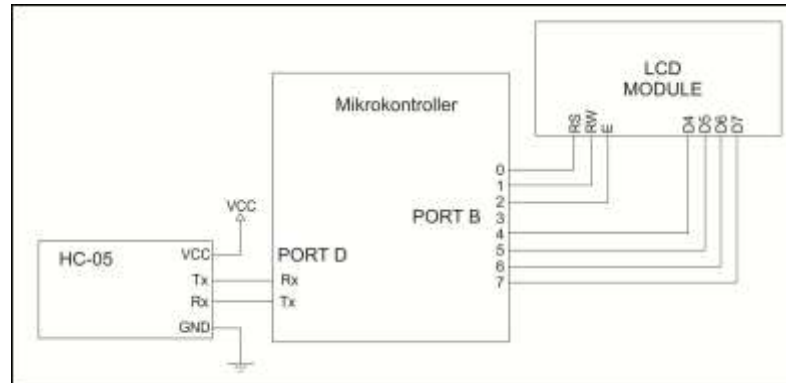 LCD
MODULE
RS
RW
E
D4
D5
D6
D7
Mikrokontroller
PORT B
0
1
2
3
4
5
6
7
VCC
HC-05
VCC
Tx
Rx
GND
PORT D
Rx
Tx